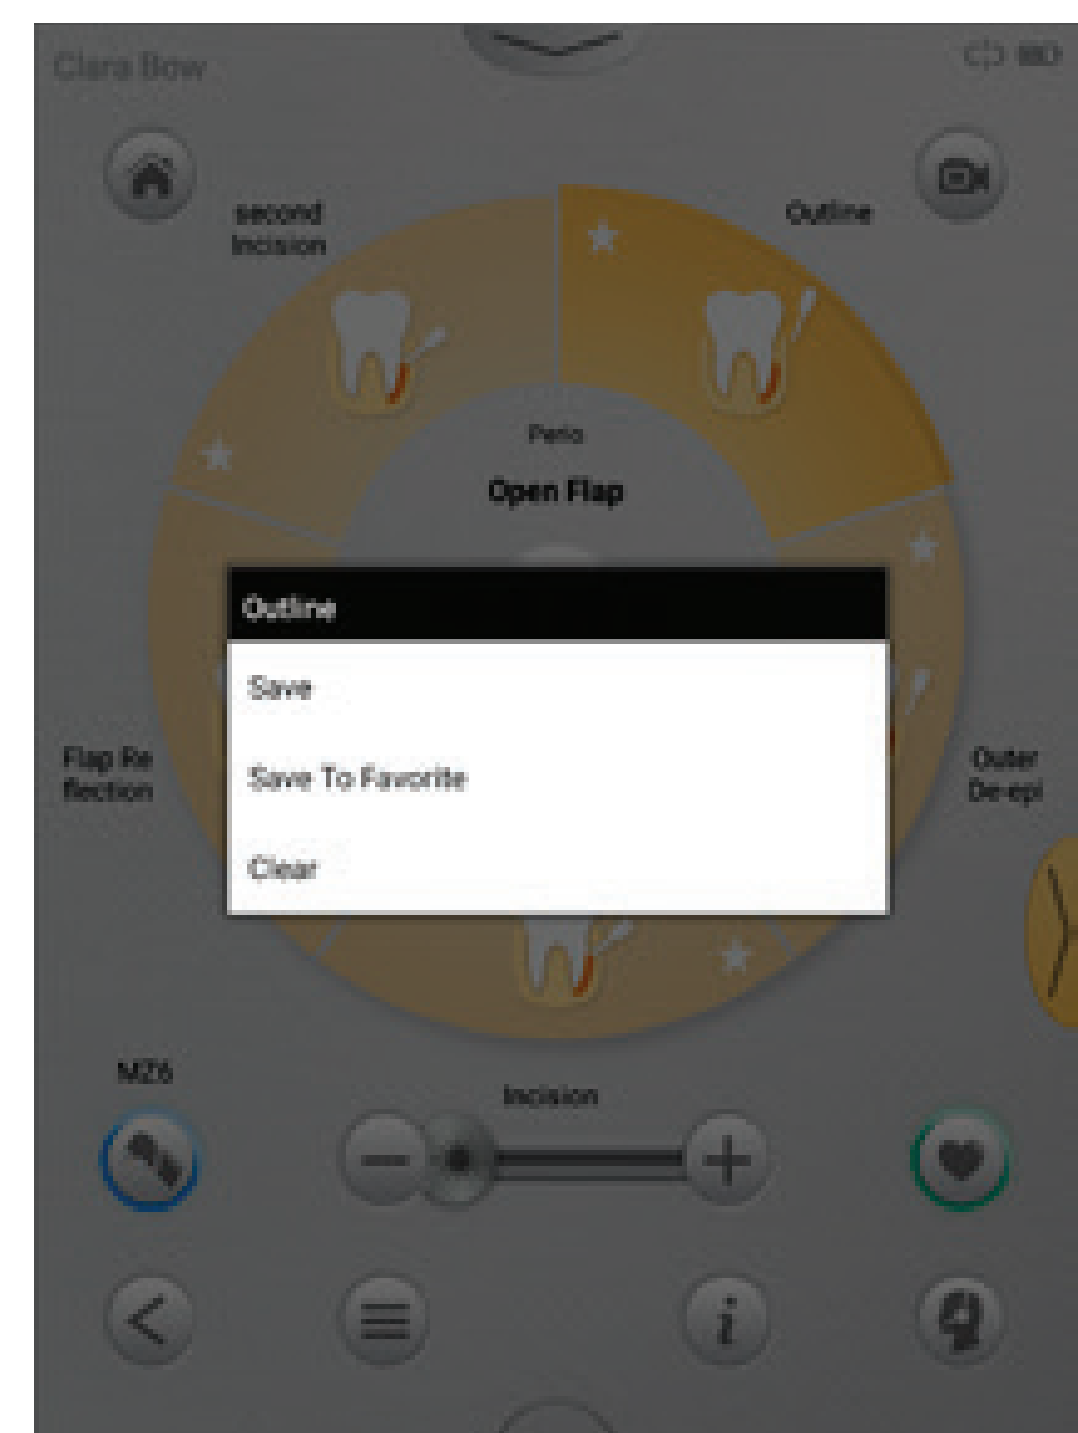 Clara Bow
second
Incision
Outline
Perio
Open Flap
Outline
Save
Save To Favorite
Clear
Flap Re
flection
Outer
De-epi
MZ6
Incision